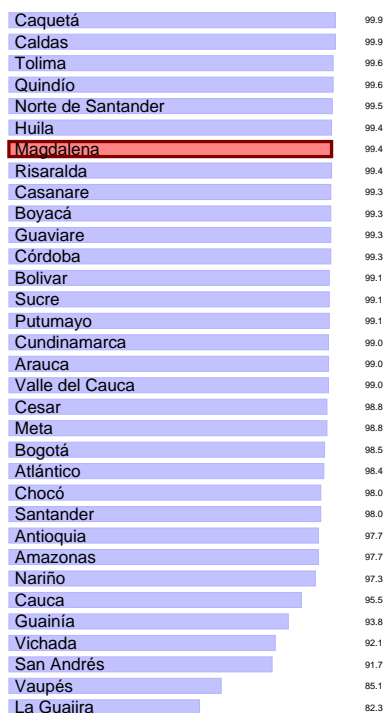 Caquetá 99.9
Caldas 99.9
Tolima 99.6
Quindío 99.6
Norte de Santander 99.5
Huila 99.4
Magdalena 99.4
Risaralda 99.4
Casanare 99.3
Boyacá 99.3
Guaviare 99.3
Córdoba 99.3
Bolivar 99.1
Sucre 99.1
Putumayo 99.1
Cundinamarca 99.0
Arauca 99.0
Valle del Cauca 99.0
Cesar 98.8
Meta 98.8
Bogotá 98.5
Atlántico 98.4
Chocó 98.0
Santander 98.0
Antioquia 97.7
Amazonas 97.7
Nariño 97.3
Cauca 95.5
Guainía 93.8
Vichada 92.1
San Andrés 91.7
Vaupés 85.1
La Guajira 82.3